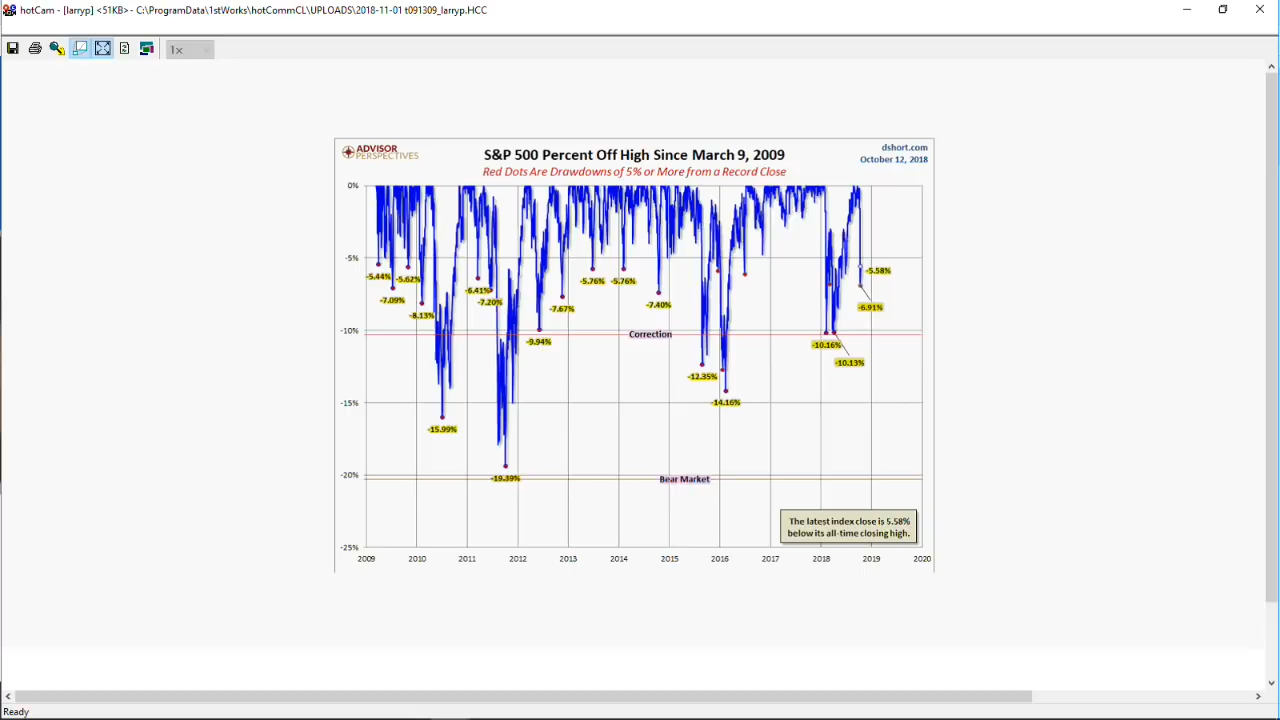 hotCam - [larryp] <51KB> - C:\ProgramData\1stWorks\hotCommCL\UPLOADS\2018-11-01 t091309_larryp.HCC
1x
ADVISOR
PERSPECTIVES
S&P 500 Percent Off High Since March 9, 2009
Red Dots Are Drawdowns of 5% or More from a Record Close
dshort.com
October 12, 2018
0%
-5%
-5.44%
-5.62%
-7.09%
-8.13%
-6.41%
-7.20%
-7.67%
-5.76%
-5.76%
-7.40%
-5.58%
-6.91%
-10%
Correction
-9.94%
-10.16%
-10.13%
-12.35%
-14.16%
-15%
-15.99%
-20%
-19.39%
Bear Market
The latest index close is 5.58%
below its all-time closing high.
-25%
2009 2010 2011 2012 2013 2014 2015 2016 2017 2018 2019 2020
Ready